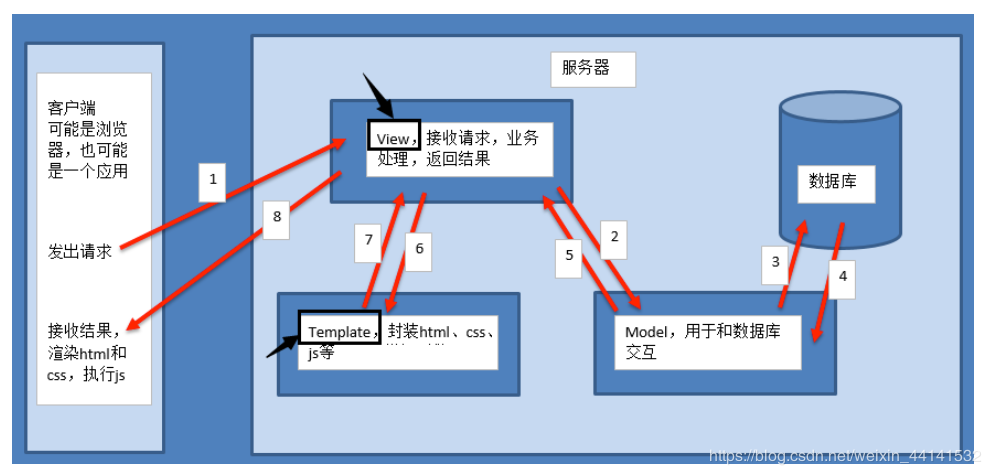 服务器
客户端
可能是浏览
器，也可能
是一个应用
发出请求
接收结果，
渲染html和
css，执行js
View，接收请求，业务
处理，返回结果
数据库
1
8
7
6
5
2
3
4
Template，封装html、css、
js等
Model，用于和数据库
交互
https://blog.csdn.net/weixin_44141532